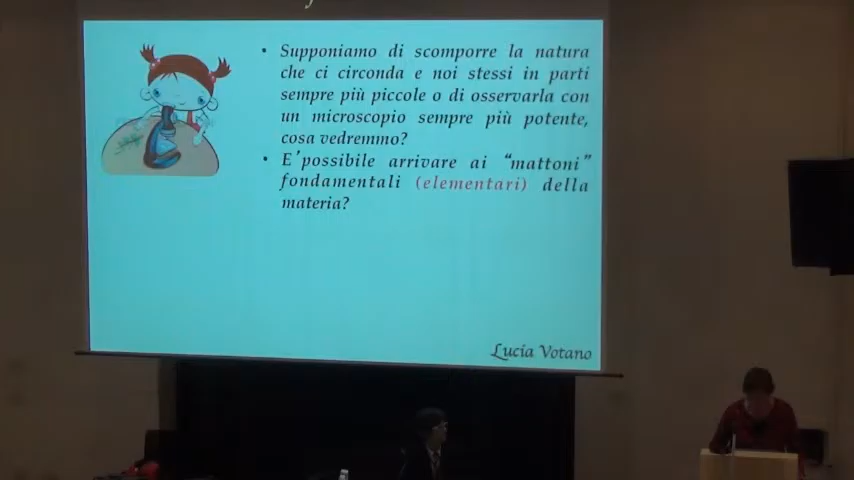 • Supponiamo di scomporre la natura
che ci circonda e noi stessi in parti
sempre più piccole o di osservarla con
un microscopio sempre più potente,
cosa vedremmo?
• E'possibile arrivare ai “mattoni”
fondamentali (elementari) della
materia?
Lucia Votano